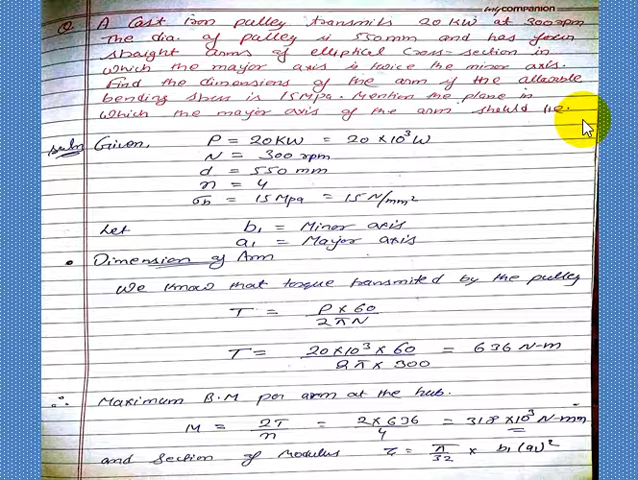 mycompanion
Q. A Cast iron pulley transmits 20 KW at 300 rpm
The dia. of pulley is 550 mm and has four
straight arms of elliptical cross-section in
which the major axis is twice the minor axis.
Find the dimensions of the arm if the allowable
bending stress is 15 Mpa. Mention the plane in
which the major axis of the arm should lie.
Soln Given, P = 20 KW = 20 × 10³ W
N = 300 rpm
d = 550 mm
n = 4
σb = 15 Mpa = 15 N/mm²
Let b₁ = Minor axis
a₁ = Major axis
• Dimension of Arm
We know that torque transmited by the pulley
T = P × 60 / 2πN
T = 20×10³ × 60 / 2π × 300 = 636 N-m
∴ Maximum B.M per arm at the hub.
M = 2T / n = 2×636 / 4 = 318 ×10³ N-mm
and Section of Modulus Z = π/32 × b₁ (a₁)²